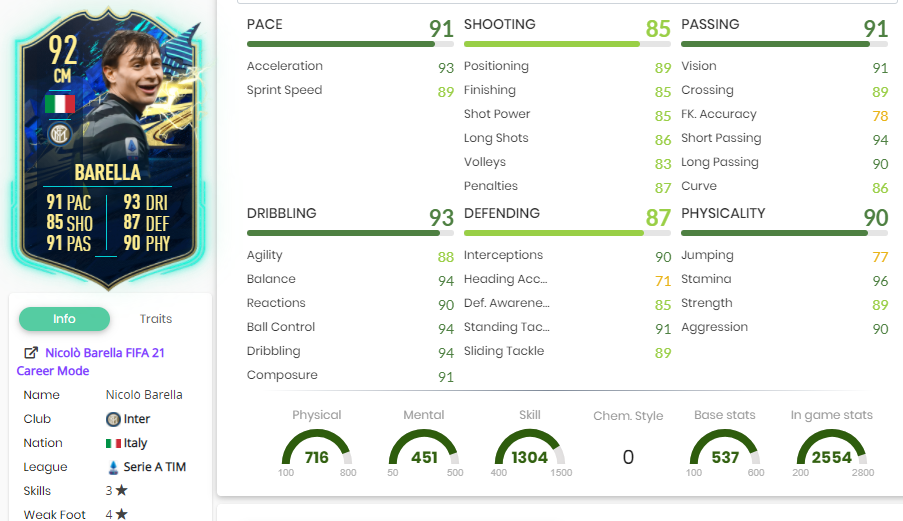 92
CM
BARELLA
91 PAC 93 DRI
85 SHO 87 DEF
91 PAS 90 PHY
Info Traits
Nicolò Barella FIFA 21
Career Mode
Name Nicolò Barella
Club Inter
Nation Italy
League Serie A TIM
Skills 3★
Weak Foot 4★
PACE 91
Acceleration 93
Sprint Speed 89
SHOOTING 85
Positioning 89
Finishing 85
Shot Power 85
Long Shots 86
Volleys 83
Penalties 87
PASSING 91
Vision 91
Crossing 89
FK. Accuracy 78
Short Passing 94
Long Passing 90
Curve 86
DRIBBLING 93
Agility 88
Balance 94
Reactions 90
Ball Control 94
Dribbling 94
Composure 91
DEFENDING 87
Interceptions 90
Heading Acc... 71
Def. Awarene... 85
Standing Tac... 91
Sliding Tackle 89
PHYSICALITY 90
Jumping 77
Stamina 96
Strength 89
Aggression 90
Physical
716
100 800
Mental
451
50 500
Skill
1304
400 1500
Chem. Style
0
Base stats
537
100 600
In game stats
2554
200 2800